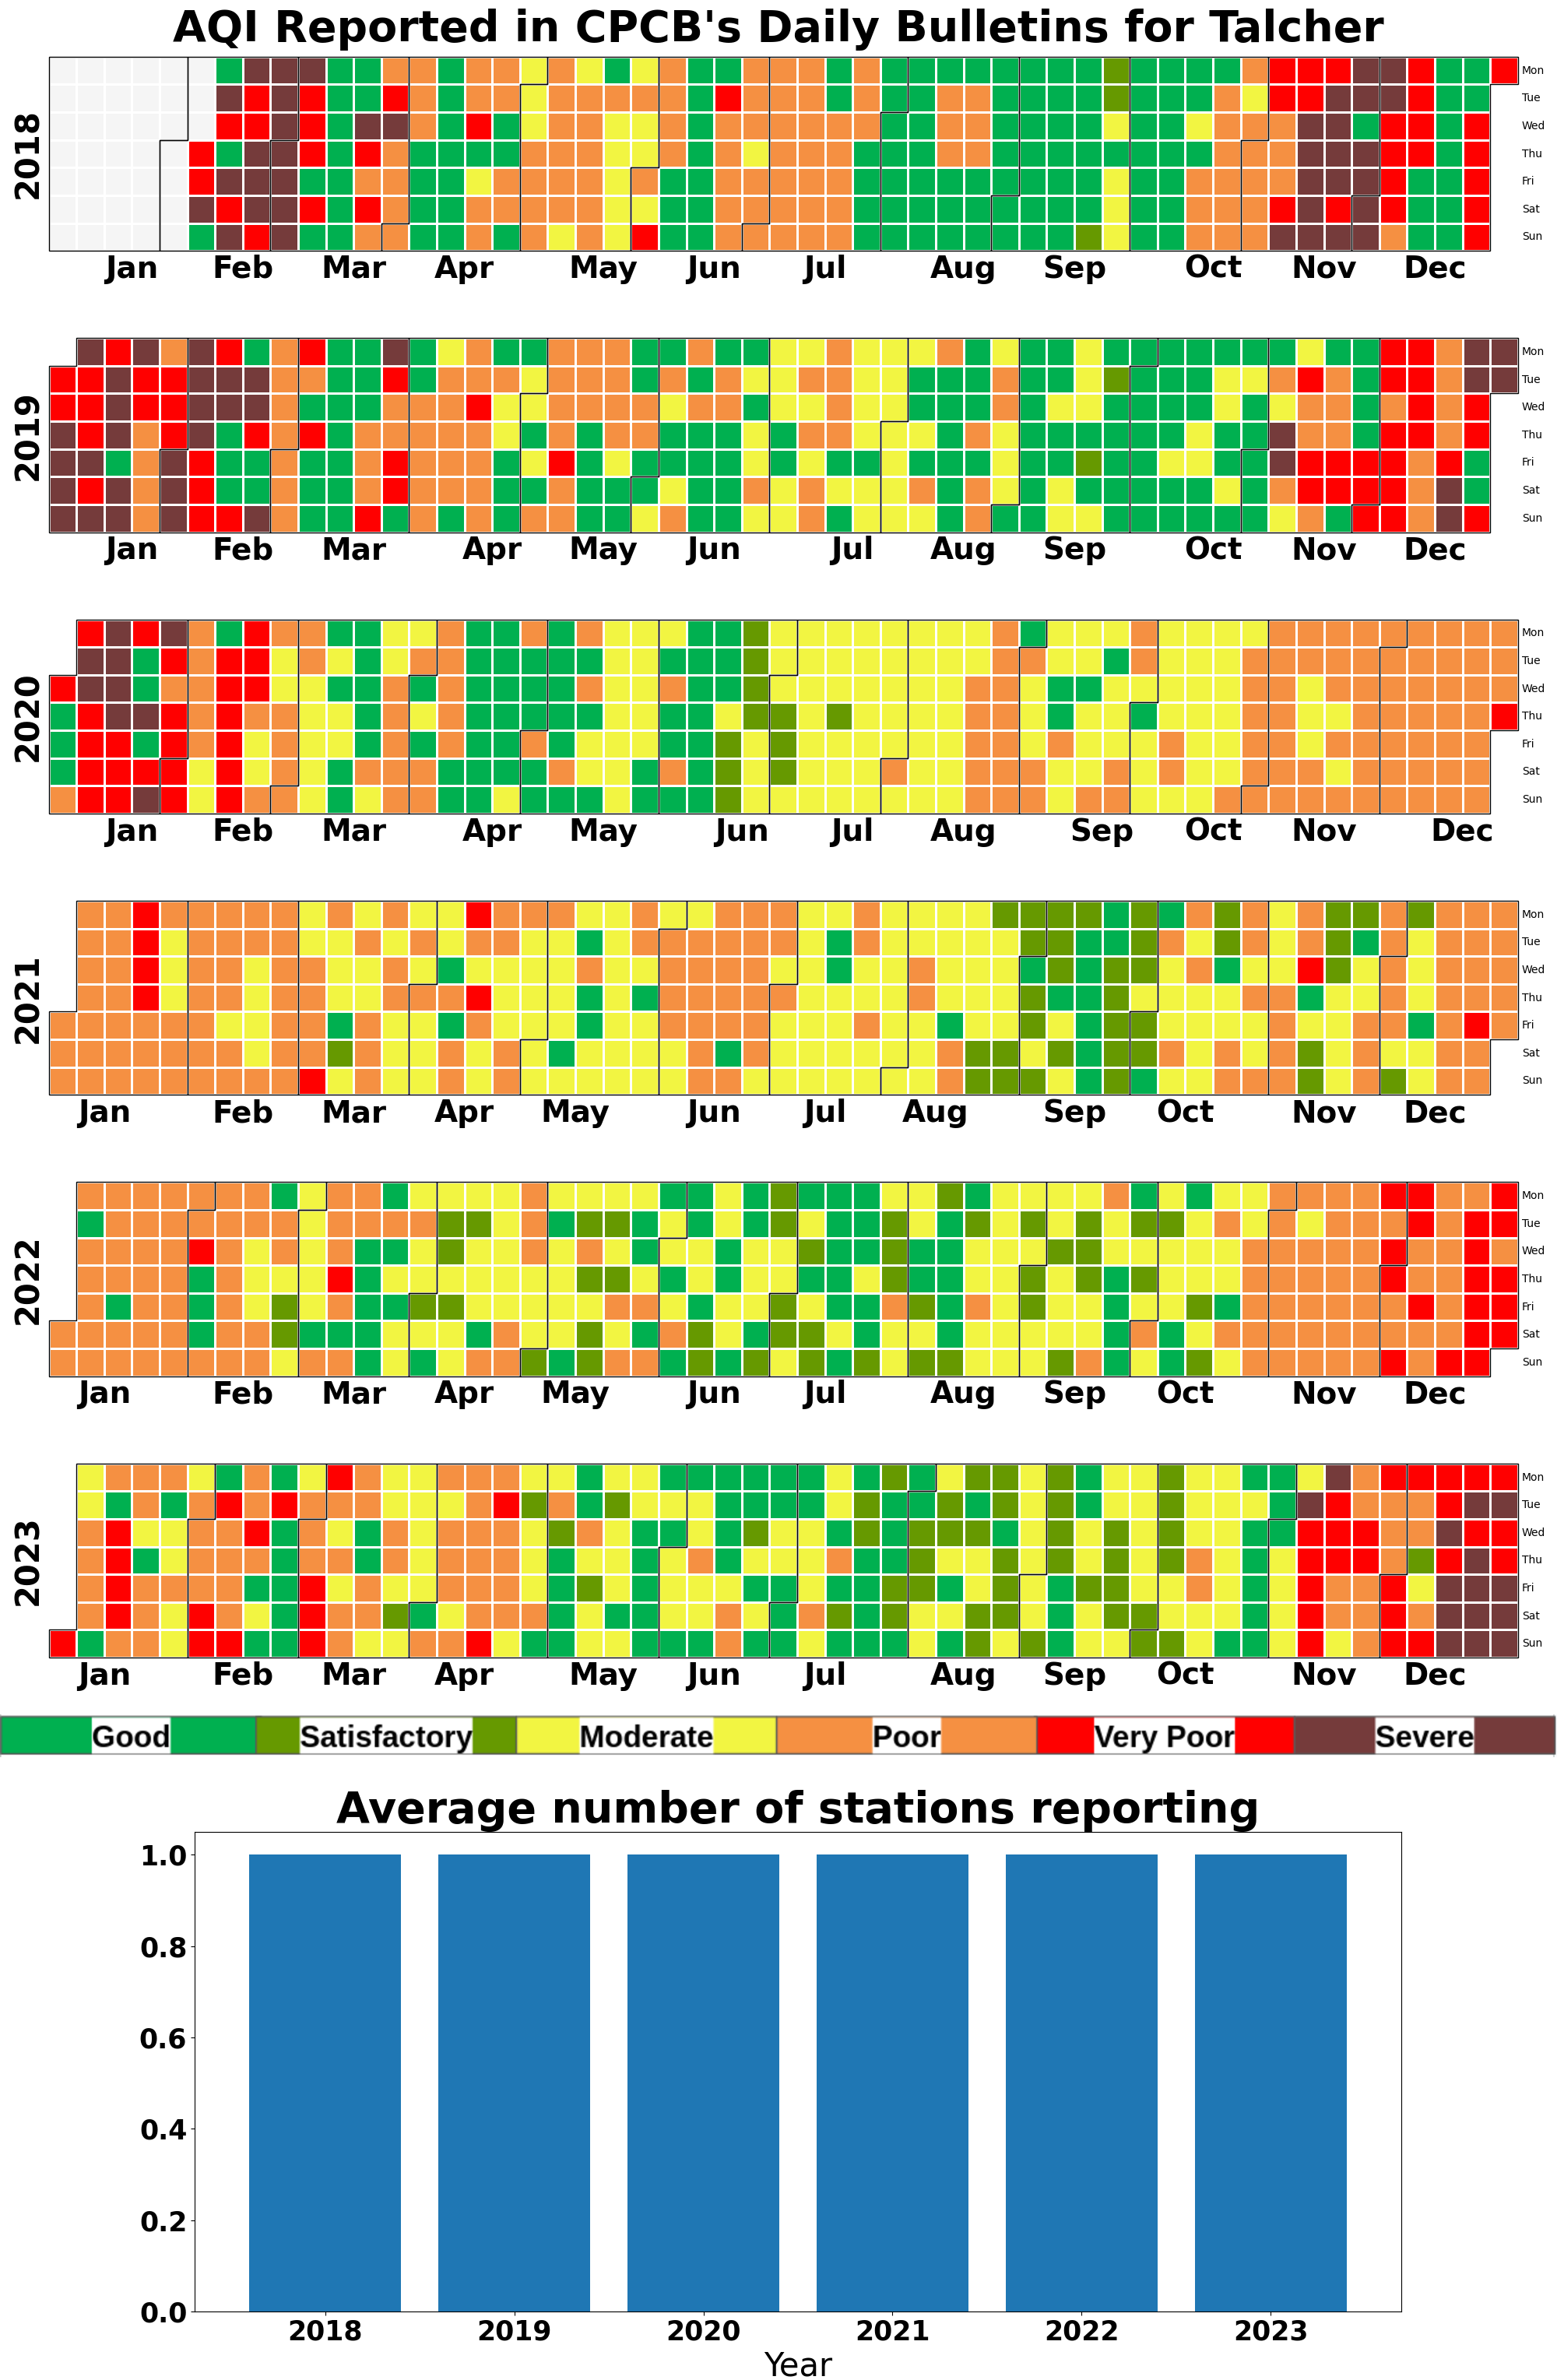 AQI Reported in CPCB's Daily Bulletins for Talcher
2018
Mon
Tue
Wed
Thu
Fri
Sat
Sun
Jan Feb Mar Apr May Jun Jul Aug Sep Oct Nov Dec
2019
Mon
Tue
Wed
Thu
Fri
Sat
Sun
Jan Feb Mar Apr May Jun Jul Aug Sep Oct Nov Dec
2020
Mon
Tue
Wed
Thu
Fri
Sat
Sun
Jan Feb Mar Apr May Jun Jul Aug Sep Oct Nov Dec
2021
Mon
Tue
Wed
Thu
Fri
Sat
Sun
Jan Feb Mar Apr May Jun Jul Aug Sep Oct Nov Dec
2022
Mon
Tue
Wed
Thu
Fri
Sat
Sun
Jan Feb Mar Apr May Jun Jul Aug Sep Oct Nov Dec
2023
Mon
Tue
Wed
Thu
Fri
Sat
Sun
Jan Feb Mar Apr May Jun Jul Aug Sep Oct Nov Dec
Good Satisfactory Moderate Poor Very Poor Severe
Average number of stations reporting
1.0
0.8
0.6
0.4
0.2
0.0
2018 2019 2020 2021 2022 2023
Year